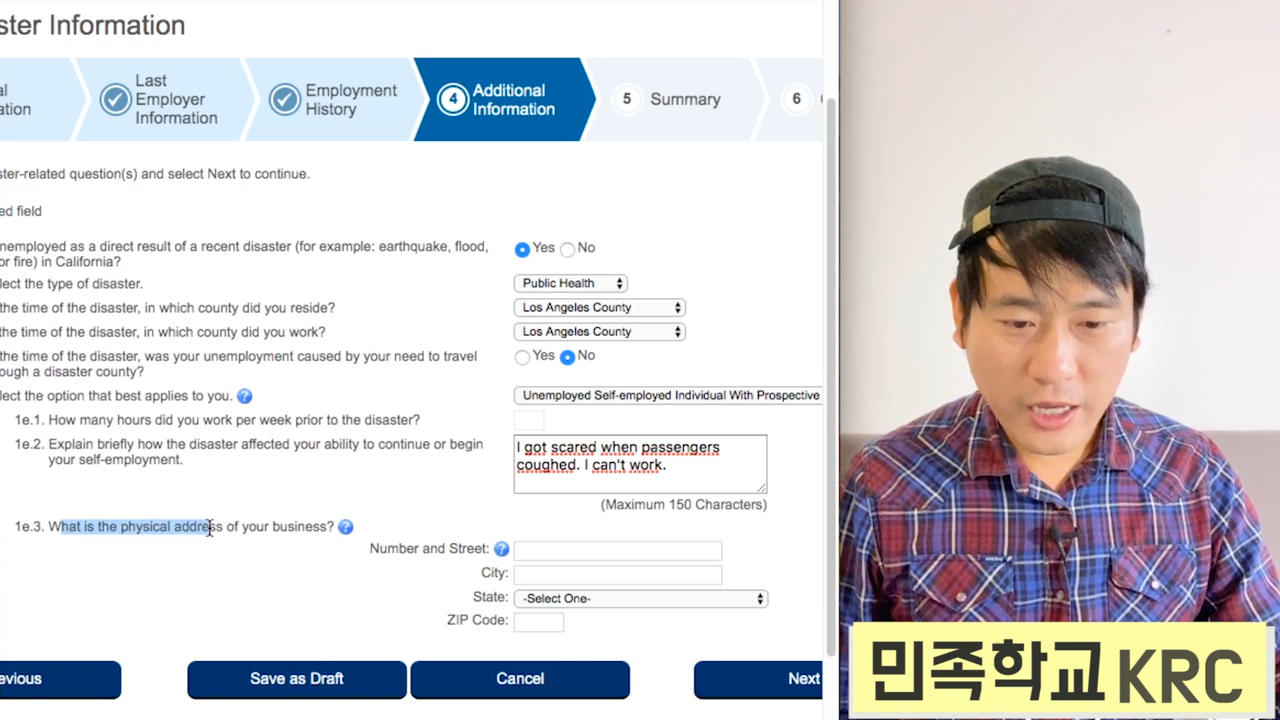 ster Information
al
ation
Last
Employer
Information
Employment
History
4
Additional
Information
5
Summary
6
ster-related question(s) and select Next to continue.
ed field
nemployed as a direct result of a recent disaster (for example: earthquake, flood,
or fire) in California?
Yes
No
lect the type of disaster.
Public Health
the time of the disaster, in which county did you reside?
Los Angeles County
the time of the disaster, in which county did you work?
Los Angeles County
the time of the disaster, was your unemployment caused by your need to travel
ough a disaster county?
Yes
No
lect the option that best applies to you.
Unemployed Self-employed Individual With Prospective
1e.1. How many hours did you work per week prior to the disaster?
1e.2. Explain briefly how the disaster affected your ability to continue or begin
your self-employment.
I got scared when passengers
coughed. I can't work.
(Maximum 150 Characters)
1e.3. What is the physical address of your business?
Number and Street:
City:
State:
-Select One-
ZIP Code:
evious
Save as Draft
Cancel
Next
민족학교 KRC